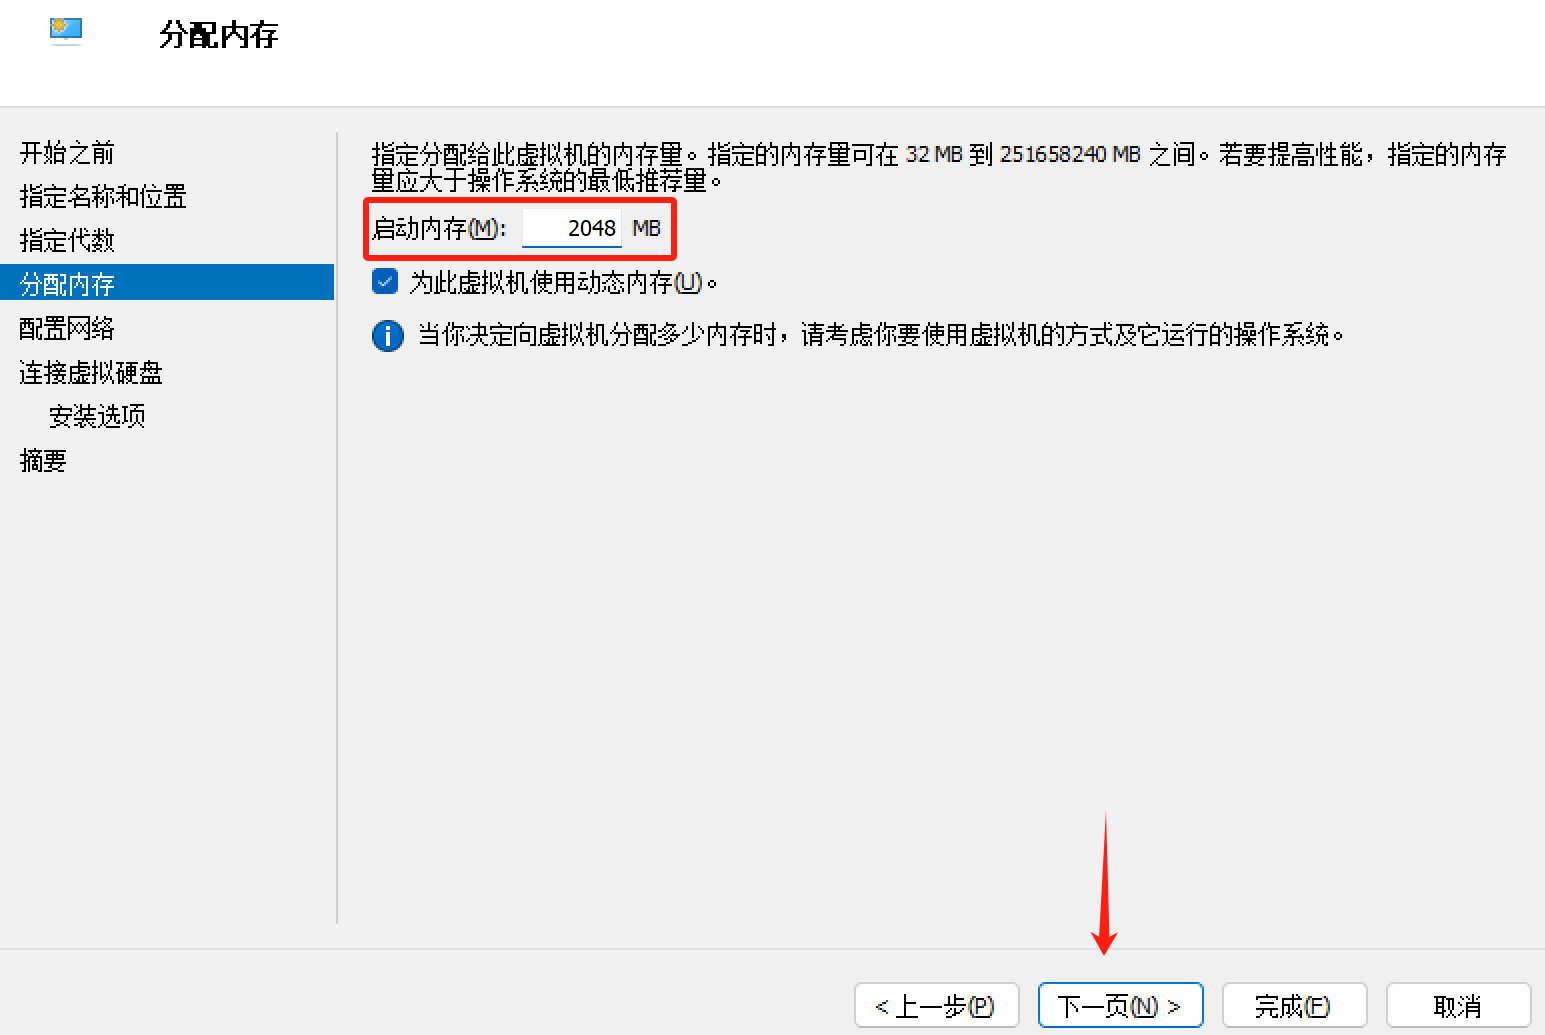 分配内存
开始之前
指定名称和位置
指定代数
分配内存
配置网络
连接虚拟硬盘
安装选项
摘要
指定分配给此虚拟机的内存量。指定的内存量可在 32 MB 到 251658240 MB 之间。若要提高性能，指定的内存
量应大于操作系统的最低推荐量。
启动内存(M): 2048 MB
为此虚拟机使用动态内存(U)。
当你决定向虚拟机分配多少内存时，请考虑你要使用虚拟机的方式及它运行的操作系统。
< 上一步(P) 下一页(N) > 完成(F) 取消